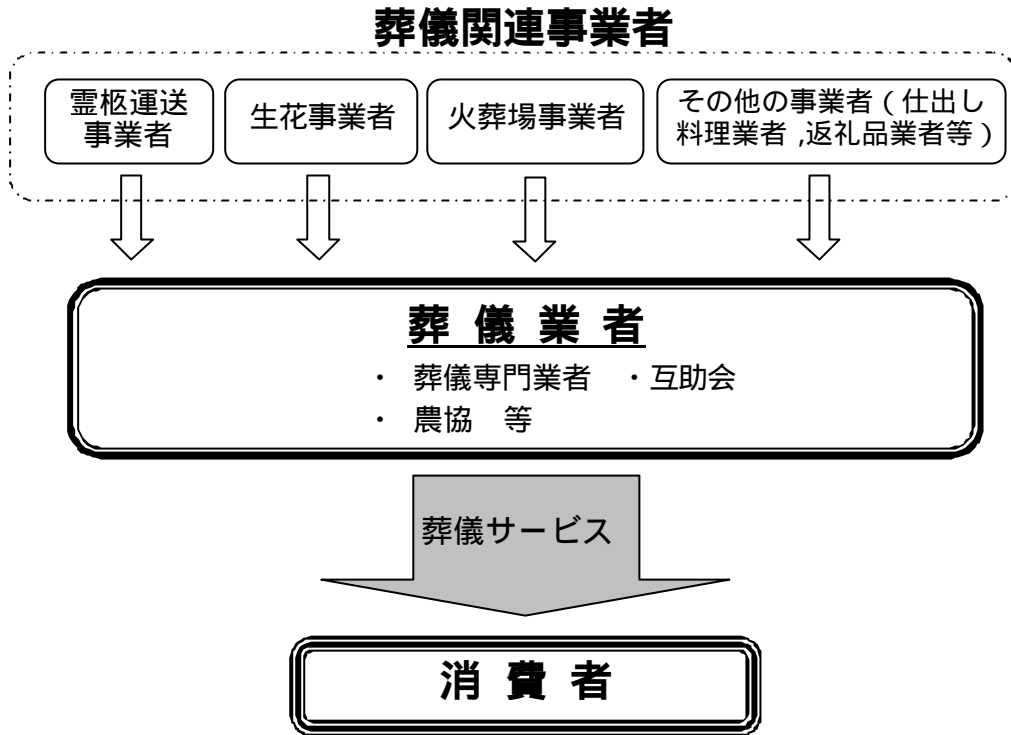 葬儀関連事業者
霊柩運送
事業者
生花事業者
火葬場事業者
その他の事業者(仕出し
料理業者,返礼品業者等)
葬 儀 業 者
・ 葬儀専門業者 ・互助会
・ 農協 等
葬儀サービス
消 費 者